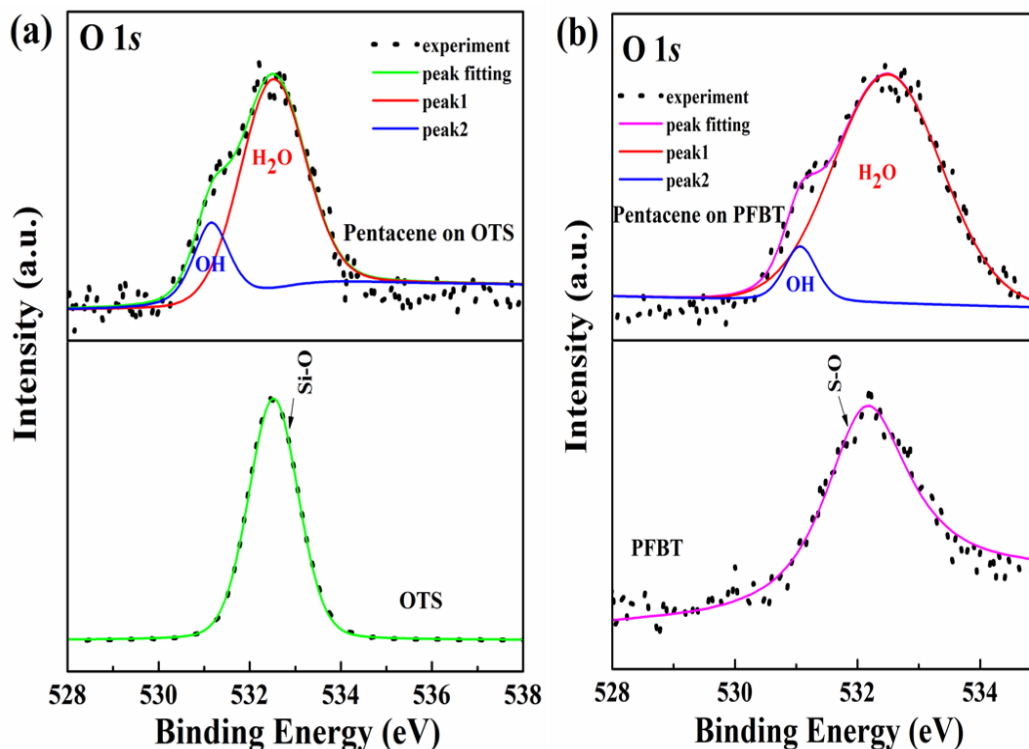 (a)
O 1s
experiment
peak fitting
peak1
peak2
H2O
OH
Pentacene on OTS
Si-O
OTS
528 530 532 534 536 538
Binding Energy (eV)
Intensity (a.u.)
Intensity (a.u.)
(b)
O 1s
experiment
peak fitting
peak1
peak2
H2O
OH
Pentacene on PFBT
S-O
PFBT
528 530 532 534
Binding Energy (eV)
Intensity (a.u.)
Intensity (a.u.)